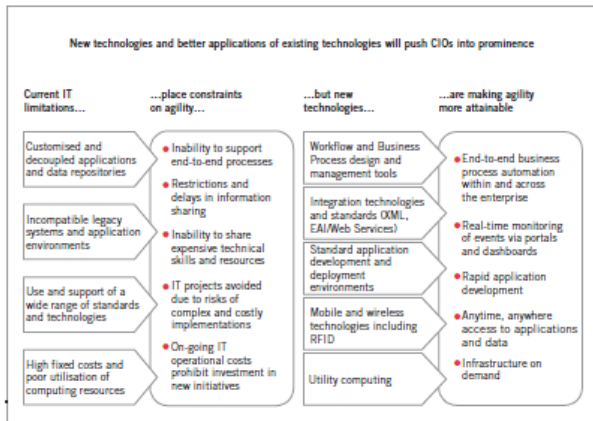 New technologies and better applications of existing technologies will push CIOs into prominence
Current IT
limitations...
Customised and
decoupled applications
and data repositories
Incompatible legacy
systems and application
environments
Use and support of
a wide range of standards
and technologies
High fixed costs and
poor utilisation of
computing resources
...place constraints
on agility...
Inability to support
end-to-end processes
Restrictions and
delays in information
sharing
Inability to share
expensive technical
skills and resources
IT projects avoided
due to risks of
complex and costly
implementations
On-going IT
operational costs
prohibit investment in
new initiatives
...but new
technologies...
Workflow and Business
Process design and
management tools
Integration technologies
and standards (XML,
EAI/Web Services)
Standard application
development and
deployment
environments
Mobile and wireless
technologies including
RFID
Utility computing
...are making agility
more attainable
End-to-end business
process automation
within and across
the enterprise
Real-time monitoring
of events via portals
and dashboards
Rapid application
development
Anytime, anywhere
access to applications
and data
Infrastructure on
demand